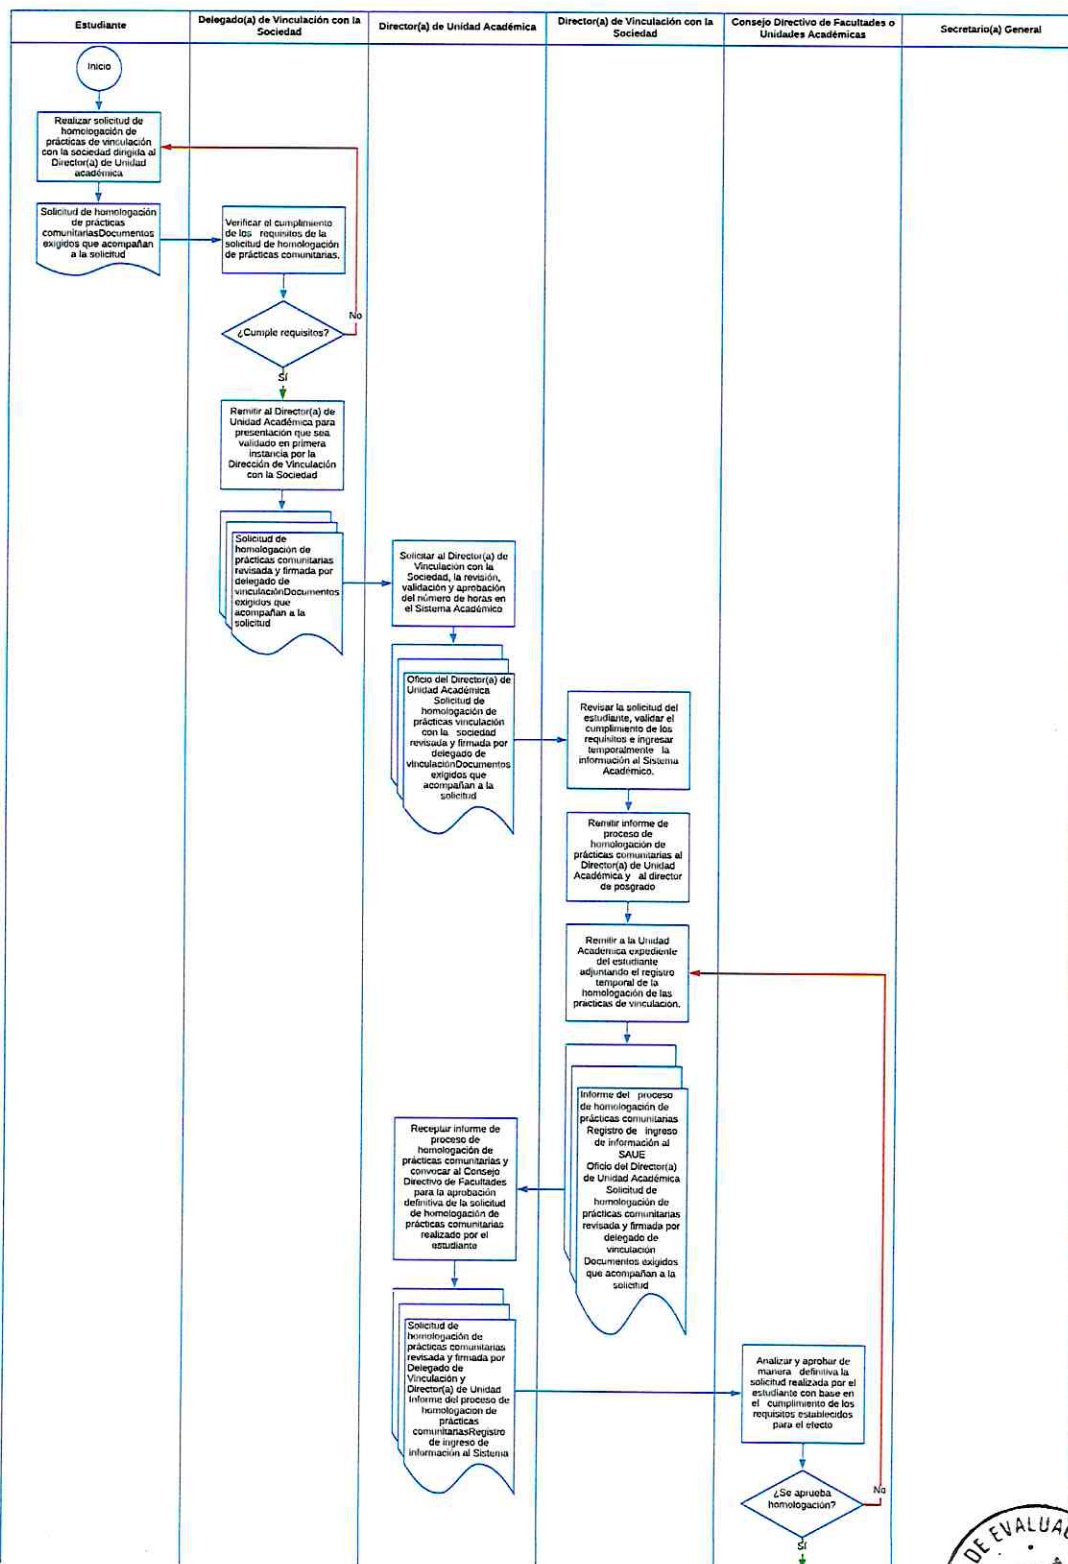 Estudiante
Delegado(a) de Vinculación con la
Sociedad
Director(a) de Unidad Académica
Director(a) de Vinculación con la
Sociedad
Consejo Directivo de Facultades o
Unidades Académicas
Secretario(a) General
Inicio
Realizar solicitud de
homologación de
prácticas de vinculación
con la sociedad dirigida al
Director(a) de Unidad
académica
Solicitud de homologación
de prácticas
comunitariasDocumentos
exigidos que acompañan
a la solicitud
Verificar el cumplimiento
de los requisitos de la
solicitud de homologación
de prácticas comunitarias.
No
¿Cumple requisitos?
Sí
Remitir al Director(a) de
Unidad Académica para
presentación que sea
validado en primera
instancia por la
Dirección de Vinculación
con la Sociedad
Solicitud de
homologación de
prácticas comunitarias
revisada y firmada por
delegado de
vinculaciónDocumentos
exigidos que
acompañan a la
solicitud
Solicitar al Director(a) de
Vinculación con la
Sociedad, la revisión,
validación y aprobación
del número de horas en
el Sistema Académico
Oficio del Director(a) de
Unidad Académica
Solicitud de
homologación de
prácticas vinculación
con la sociedad
revisada y firmada por
delegado de
vinculaciónDocumentos
exigidos que
acompañan a la
solicitud
Revisar la solicitud del
estudiante, validar el
cumplimiento de los
requisitos e ingresar
temporalmente la
información al Sistema
Académico.
Remitir informe de
proceso de
homologación de
prácticas comunitarias al
Director(a) de Unidad
Académica y al director
de posgrado
Remitir a la Unidad
Académica expediente
del estudiante
adjuntando el registro
temporal de la
homologación de las
prácticas de vinculación.
Informe del proceso
de homologación de
prácticas comunitarias
Registro de ingreso
de información al
SAUE
Oficio del Director(a)
de Unidad Académica
Solicitud de
homologación de
prácticas comunitarias
revisada y firmada por
delegado de
vinculación
Documentos exigidos
que acompañan a la
solicitud
Receptar informe de
proceso de
homologación de
prácticas comunitarias y
convocar al Consejo
Directivo de Facultades
para la aprobación
definitiva de la solicitud
de homologación de
prácticas comunitarias
realizado por el
estudiante
Solicitud de
homologación de
prácticas comunitarias
revisada y firmada por
Delegado de
Vinculación y
Director(a) de Unidad
Informe del proceso de
homologación de
prácticas
comunitariasRegistro
de ingreso de
información al Sistema
Analizar y aprobar de
manera definitiva la
solicitud realizada por el
estudiante con base en
el cumplimiento de los
requisitos establecidos
para el efecto
¿Se aprueba
homologación?
No
Sí
DE EVALUA